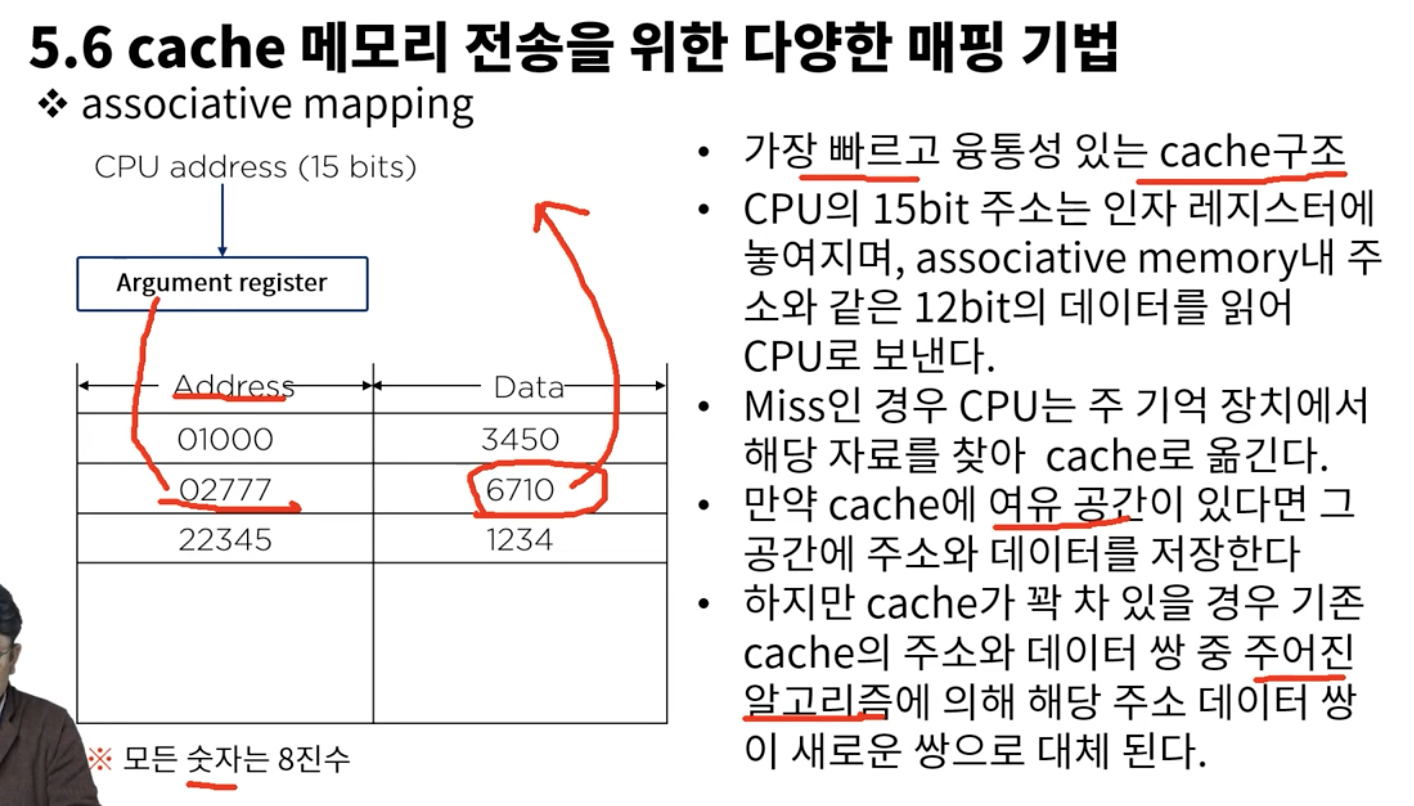 5.6 cache 메모리 전송을 위한 다양한 매핑 기법
❖ associative mapping
CPU address (15 bits)
Argument register
Address Data
01000 3450
02777 6710
22345 1234
※ 모든 숫자는 8진수
• 가장 빠르고 융통성 있는 cache구조
• CPU의 15bit 주소는 인자 레지스터에
놓여지며, associative memory내 주
소와 같은 12bit의 데이터를 읽어
CPU로 보낸다.
• Miss인 경우 CPU는 주 기억 장치에서
해당 자료를 찾아 cache로 옮긴다.
• 만약 cache에 여유 공간이 있다면 그
공간에 주소와 데이터를 저장한다
• 하지만 cache가 꽉 차 있을 경우 기존
cache의 주소와 데이터 쌍 중 주어진
알고리즘에 의해 해당 주소 데이터 쌍
이 새로운 쌍으로 대체 된다.